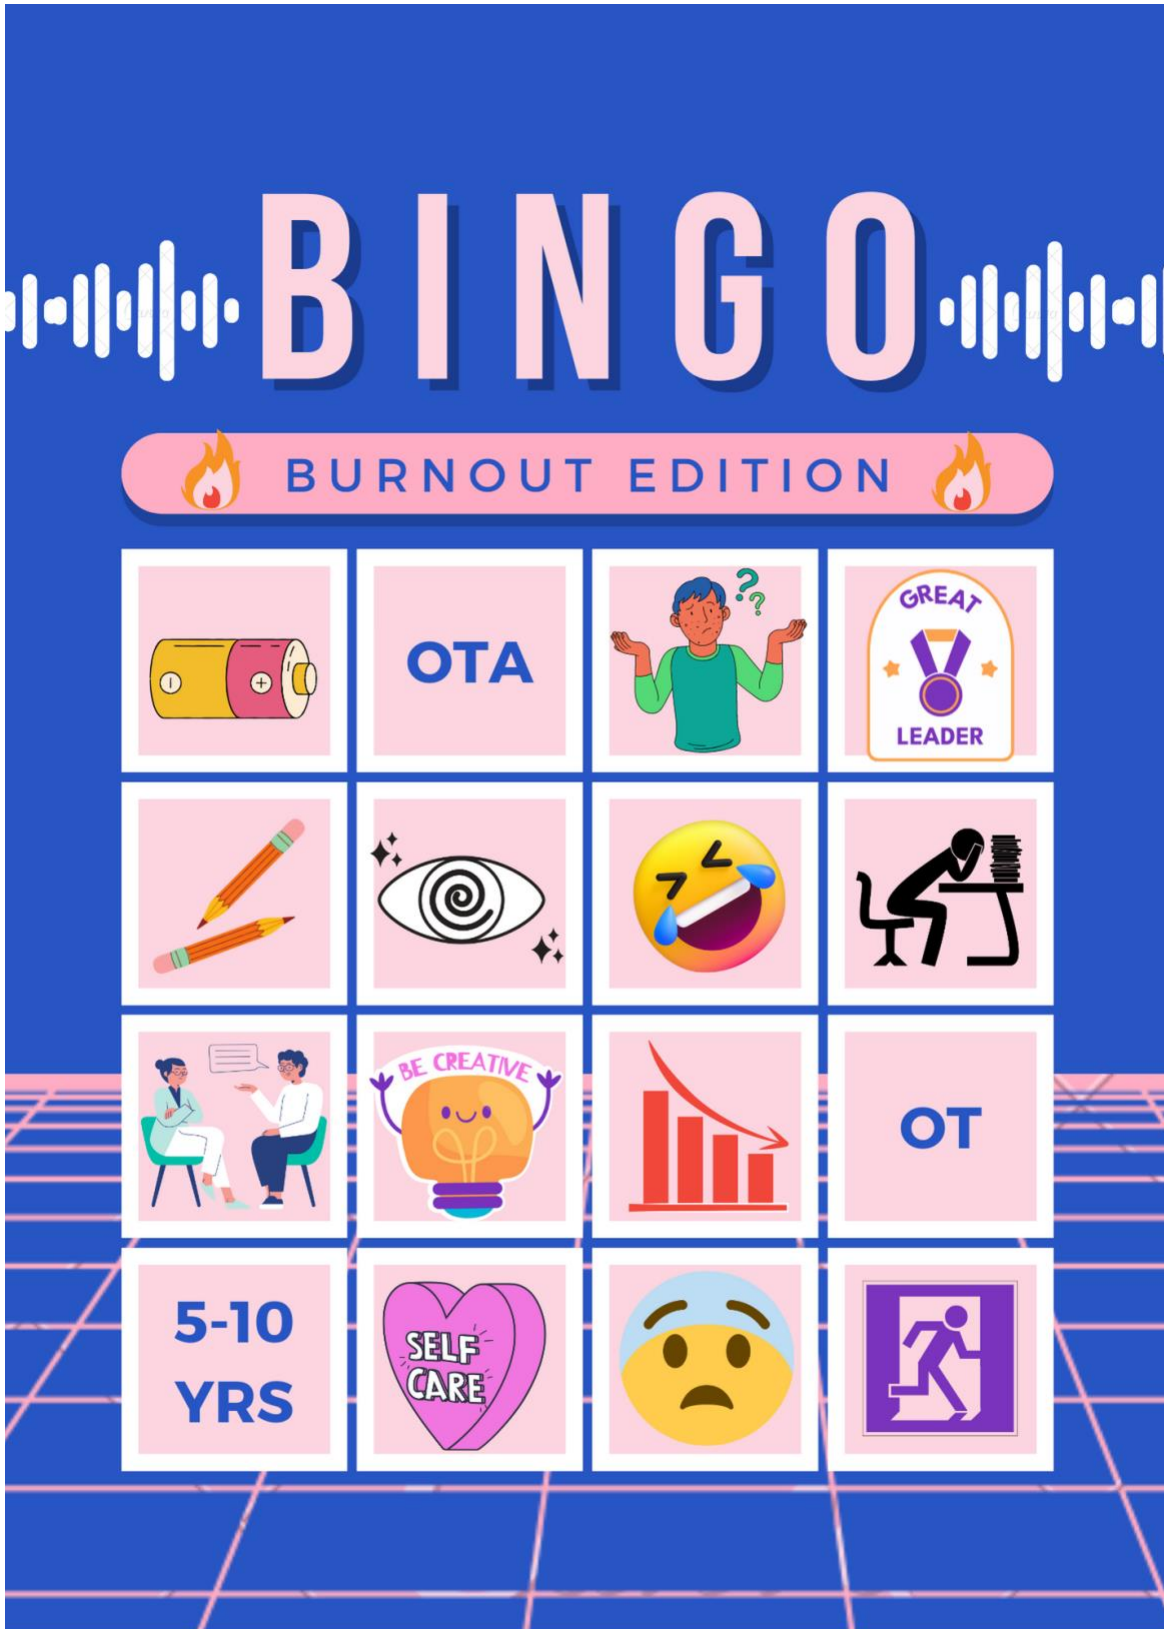 BINGO
BURNOUT EDITION
OTA
GREAT
LEADER
BE CREATIVE
OT
5-10
YRS
SELF
CARE